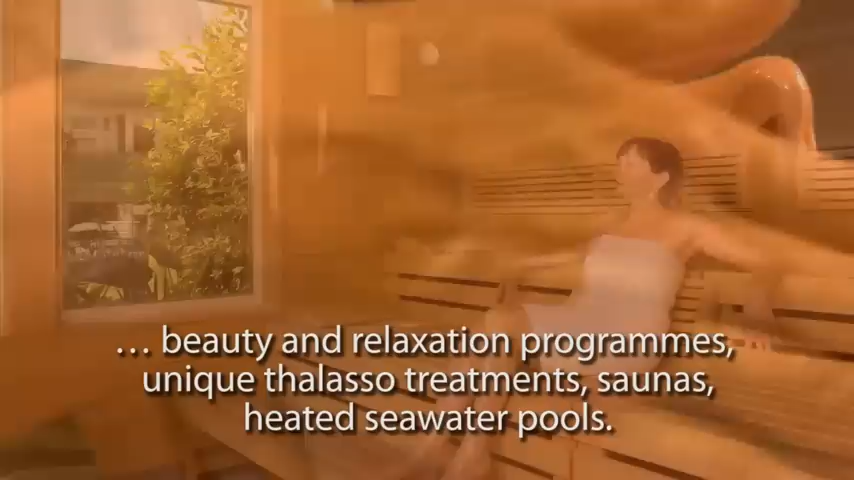 … beauty and relaxation programmes,
unique thalasso treatments, saunas,
heated seawater pools.